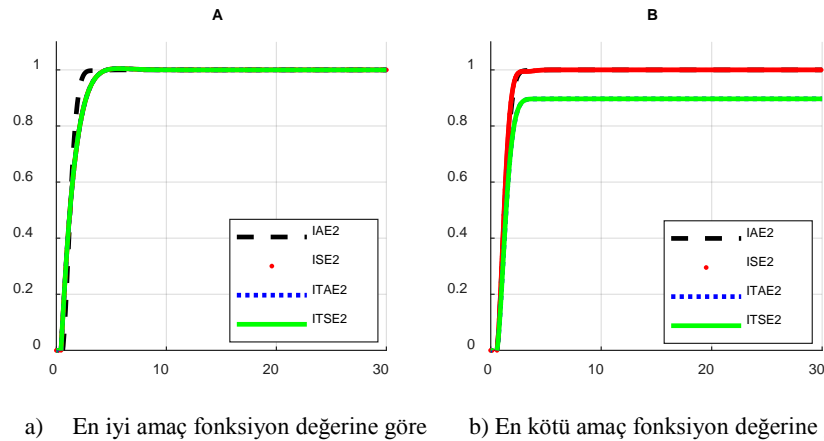 A
B
1
0.8
0.6
0.4
0.2
0
0
10
20
30
IAE2
ISE2
ITAE2
ITSE2
1
0.8
0.6
0.4
0.2
0
0
10
20
30
IAE2
ISE2
ITAE2
ITSE2
a) En iyi amaç fonksiyon değerine göre
b) En kötü amaç fonksiyon değerine